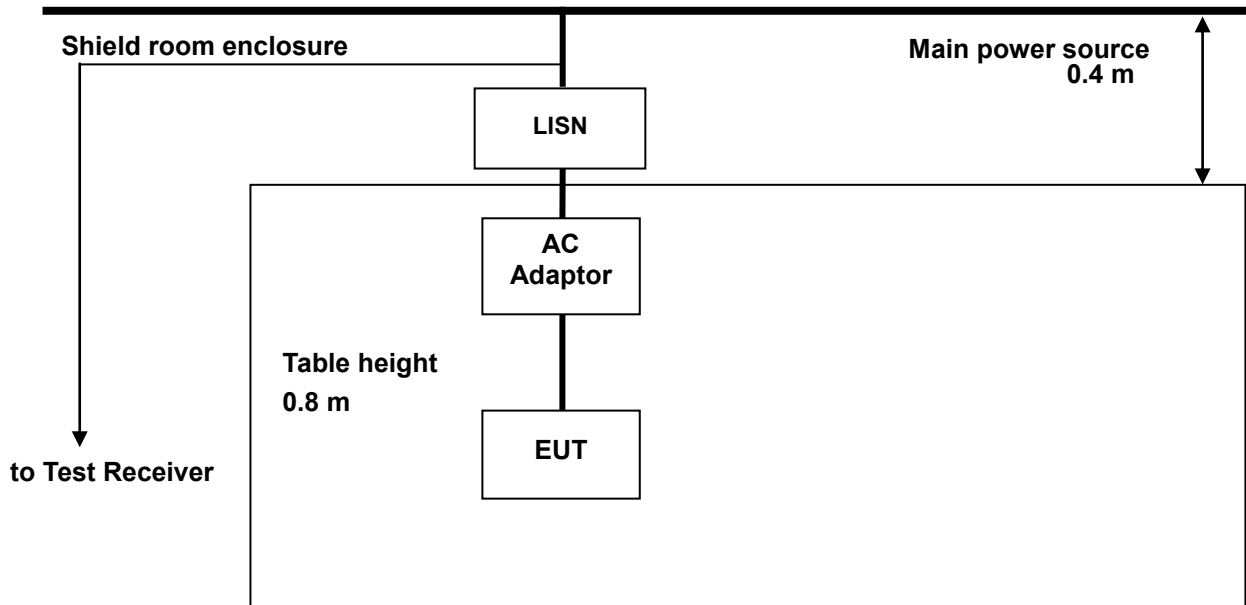 Shield room enclosure
Main power source
0.4 m
LISN
AC
Adaptor
Table height
0.8 m
EUT
to Test Receiver